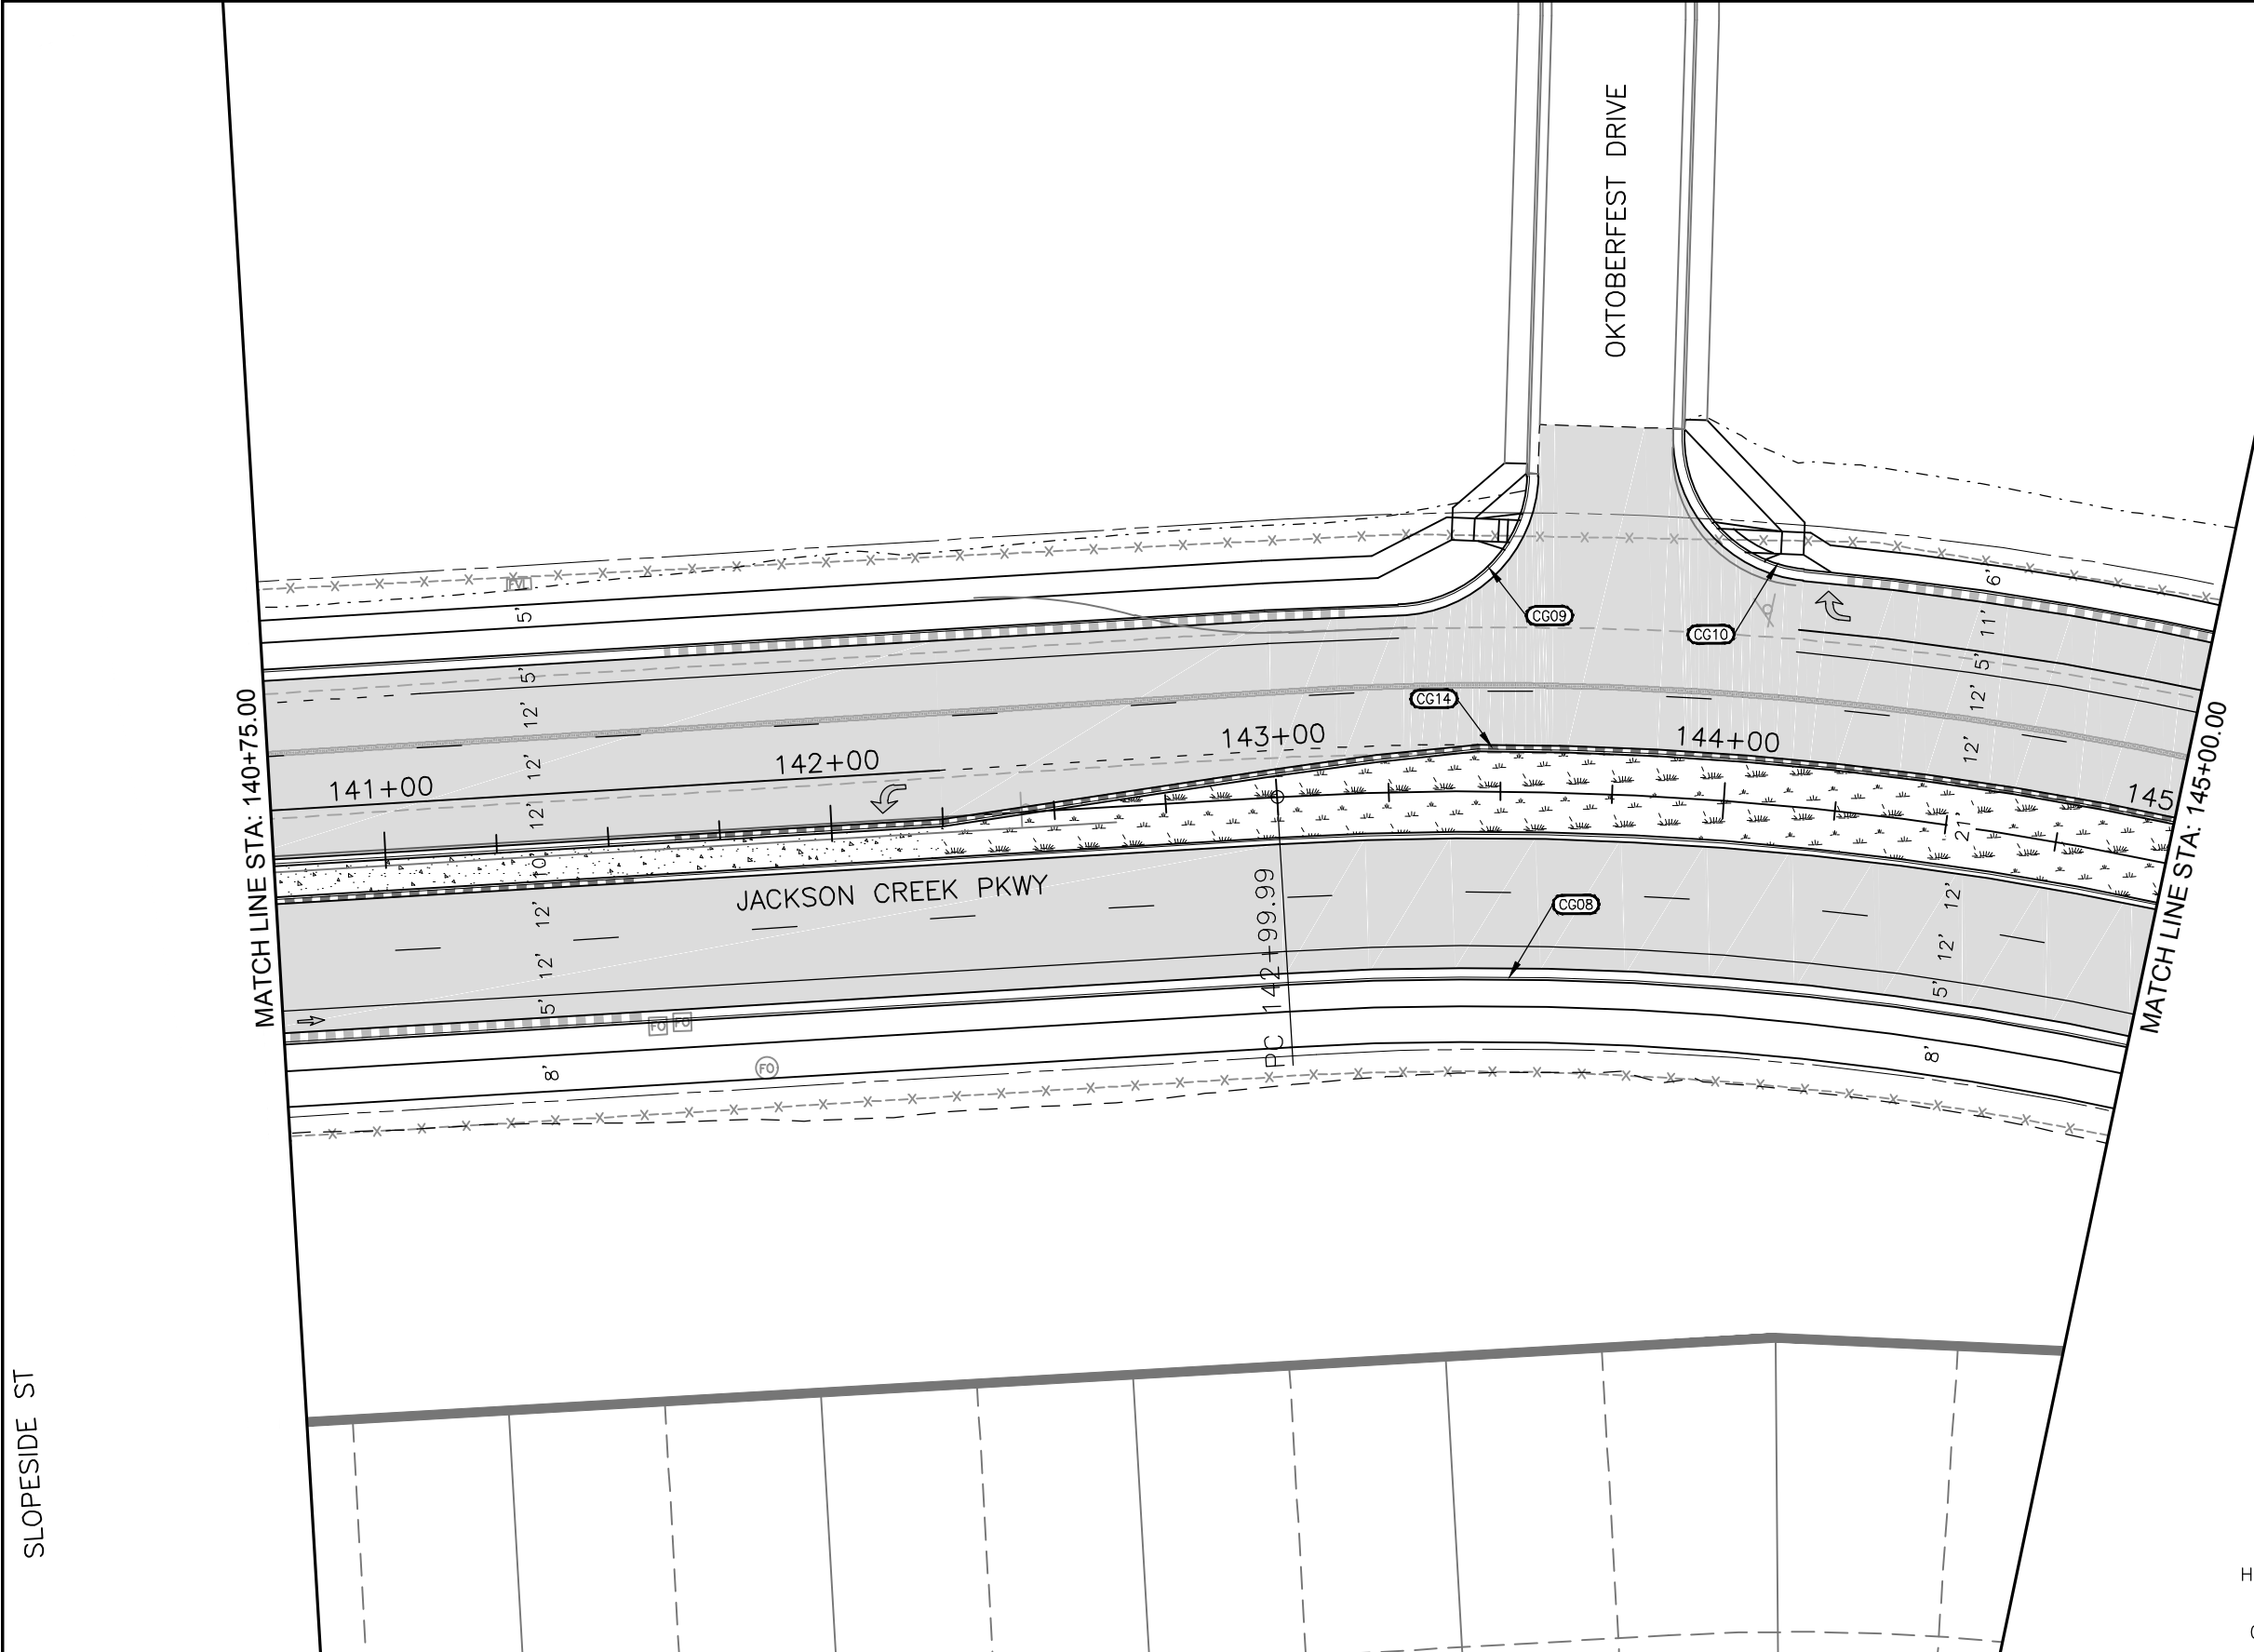 OKTOBERFEST DRIVE
FVL
5'
6'
CG09
CG10
11'
5'
5'
12'
12'
CG14
12'
12'
141+00
142+00
143+00
144+00
145
12'
10'
21'
JACKSON CREEK PKWY
12'
12'
CG08
12'
12'
5'
5'
FO
FO
FO
8'
8'
PC 142+99.99
MATCH LINE STA: 140+75.00
MATCH LINE STA: 145+00.00
SLOPESIDE ST
H